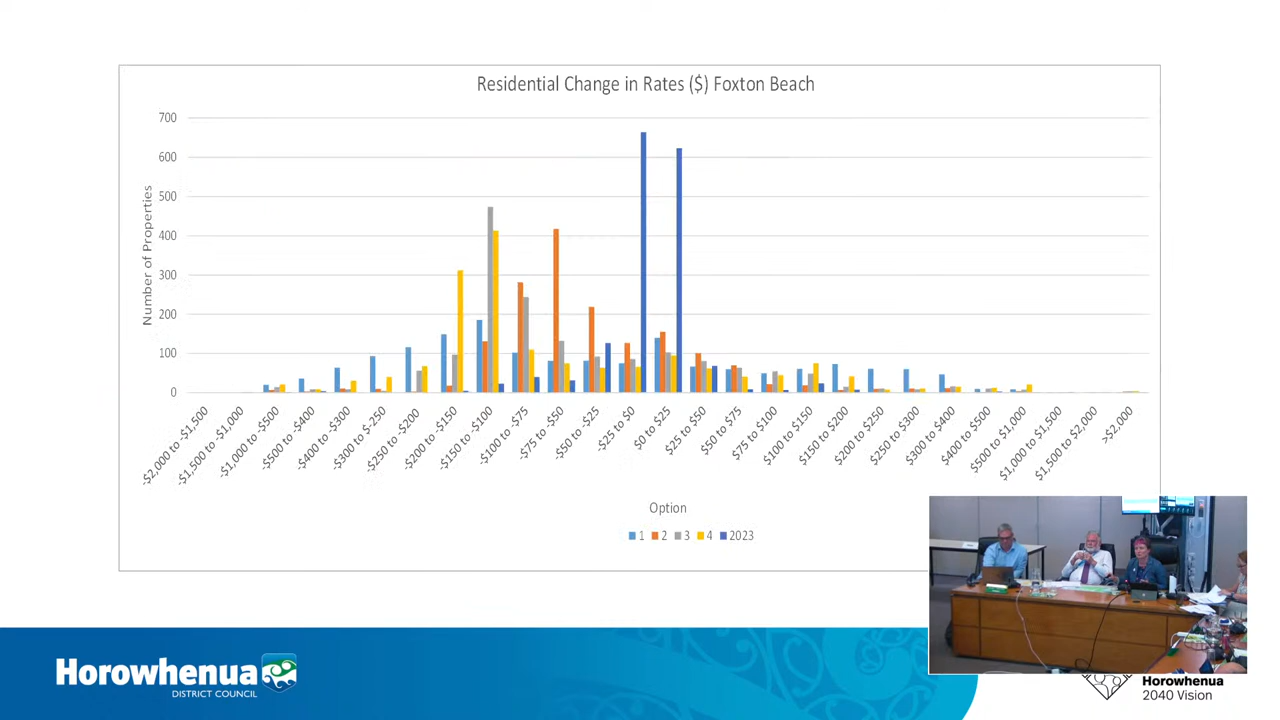 Residential Change in Rates ($) Foxton Beach
700
600
500
400
300
200
100
0
Number of Properties
-$2,000 to -$1,500
-$1,500 to -$1,000
-$1,000 to -$500
-$500 to -$400
-$400 to -$300
-$300 to $-250
-$250 to -$200
-$200 to -$150
-$150 to -$100
-$100 to -$75
-$75 to -$50
-$50 to -$25
-$25 to $0
$0 to $25
$25 to $50
$50 to $75
$75 to $100
$100 to $150
$150 to $200
$200 to $250
$250 to $300
$300 to $400
$400 to $500
$500 to $1,000
$1,000 to $1,500
$1,500 to $2,000
>$2,000
Option
1 2 3 4 2023
Horowhenua
DISTRICT COUNCIL
Horowhenua
2040 Vision